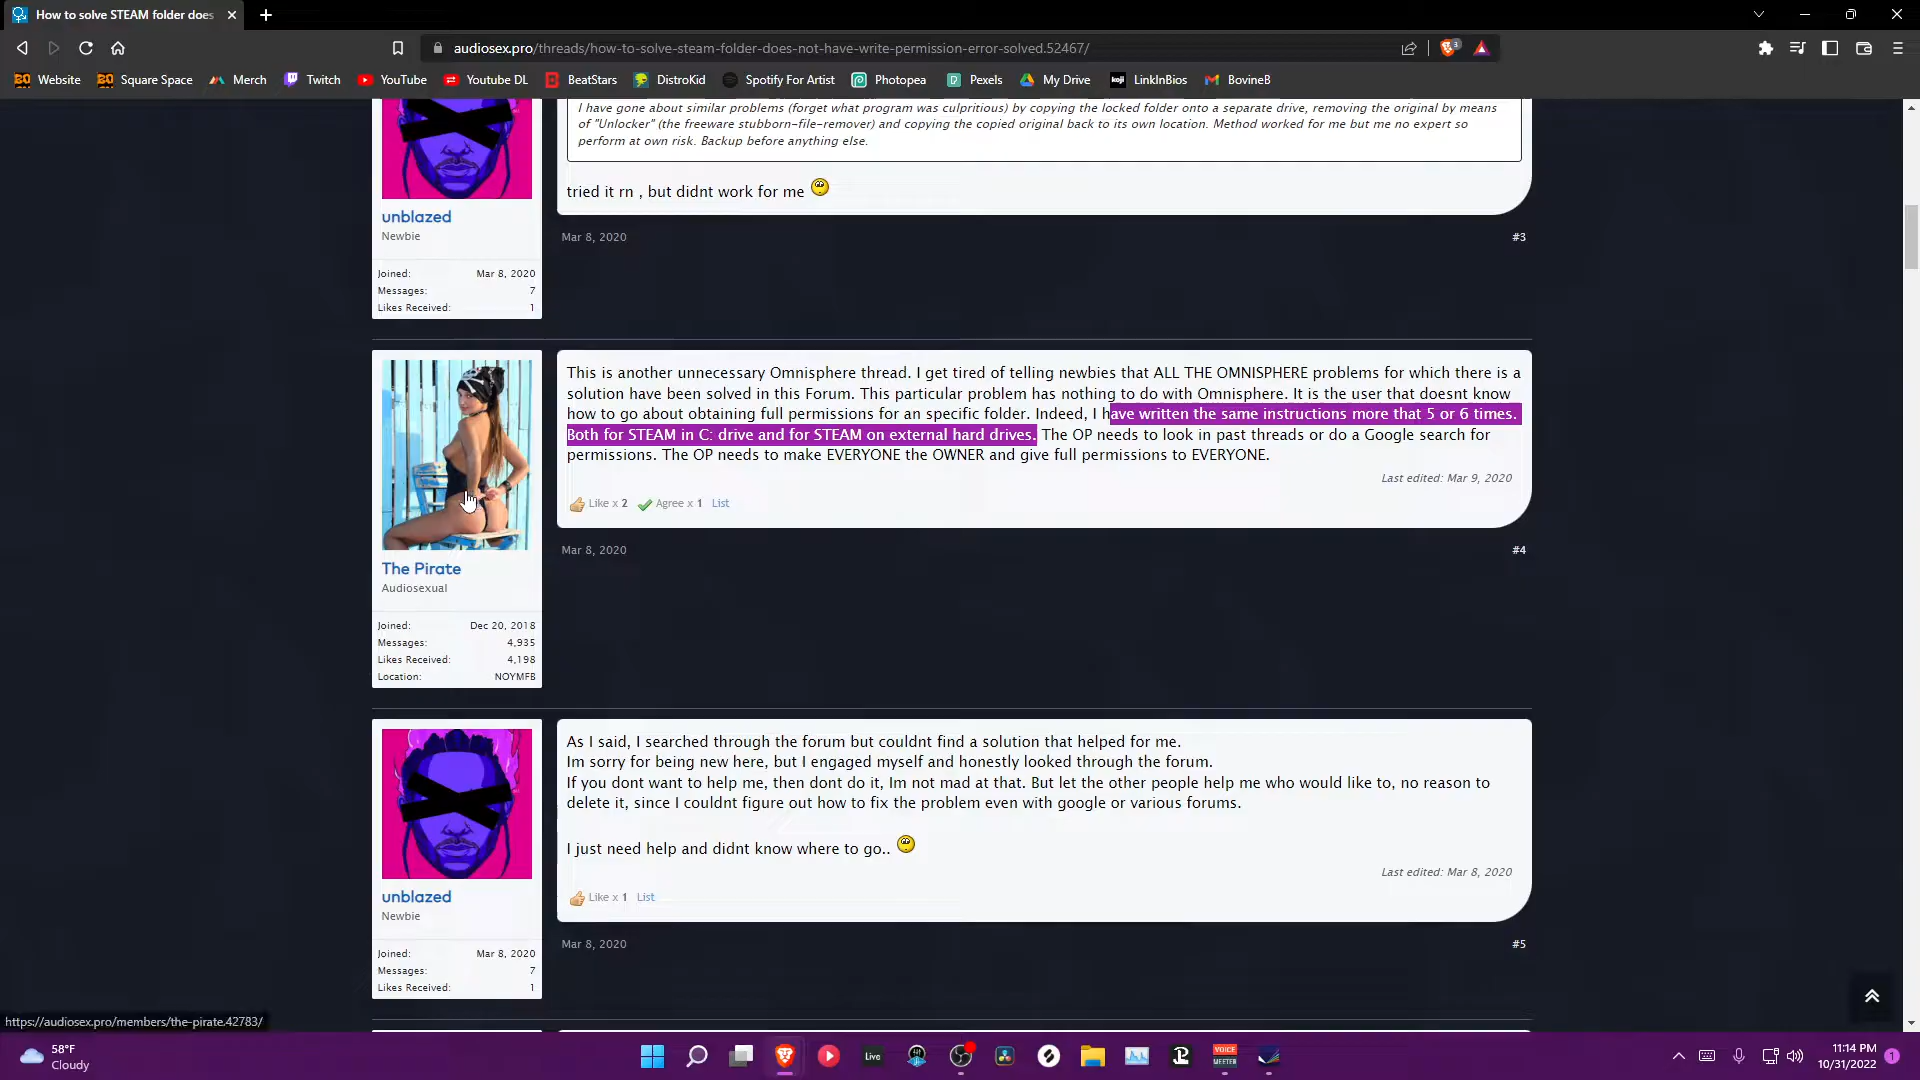 How to solve STEAM folder does
audiosex.pro/threads/how-to-solve-steam-folder-does-not-have-write-permission-error-solved.52467/
3
Website Square Space Merch Twitch YouTube Youtube DL BeatStars DistroKid Spotify For Artist Photopea Pexels My Drive koji LinkInBios BovineB
I have gone about similar problems (forget what program was culpritious) by copying the locked folder onto a separate drive, removing the original by means
of "Unlocker" (the freeware stubborn-file-remover) and copying the copied original back to its own location. Method worked for me but me no expert so
perform at own risk. Backup before anything else.
tried it rn , but didnt work for me
unblazed
Newbie
Mar 8, 2020 #3
Joined: Mar 8, 2020
Messages: 7
Likes Received: 1
This is another unnecessary Omnisphere thread. I get tired of telling newbies that ALL THE OMNISPHERE problems for which there is a
solution have been solved in this Forum. This particular problem has nothing to do with Omnisphere. It is the user that doesnt know
how to go about obtaining full permissions for an specific folder. Indeed, I have written the same instructions more that 5 or 6 times.
Both for STEAM in C: drive and for STEAM on external hard drives. The OP needs to look in past threads or do a Google search for
permissions. The OP needs to make EVERYONE the OWNER and give full permissions to EVERYONE.
Last edited: Mar 9, 2020
Like x 2 Agree x 1 List
Mar 8, 2020 #4
The Pirate
Audiosexual
Joined: Dec 20, 2018
Messages: 4,935
Likes Received: 4,198
Location: NOYMFB
As I said, I searched through the forum but couldnt find a solution that helped for me.
Im sorry for being new here, but I engaged myself and honestly looked through the forum.
If you dont want to help me, then dont do it, Im not mad at that. But let the other people help me who would like to, no reason to
delete it, since I couldnt figure out how to fix the problem even with google or various forums.
I just need help and didnt know where to go..
Last edited: Mar 8, 2020
Like x 1 List
unblazed
Newbie
Mar 8, 2020 #5
Joined: Mar 8, 2020
Messages: 7
Likes Received: 1
https://audiosex.pro/members/the-pirate.42783/
58°F
Cloudy
Live
VOICE
MEETER
11:14 PM
10/31/2022
1